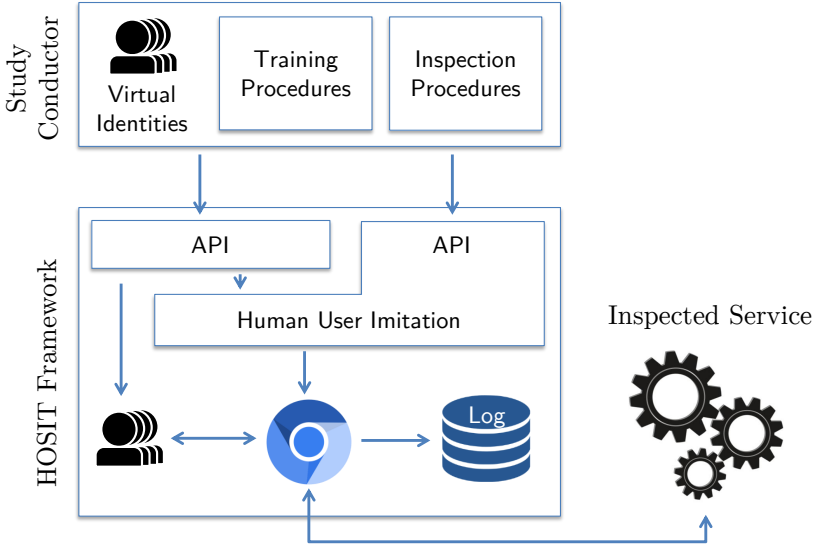 Study
Conductor
Virtual
Identities
Training
Procedures
Inspection
Procedures
HOSIT Framework
API
API
Human User Imitation
Log
Inspected Service